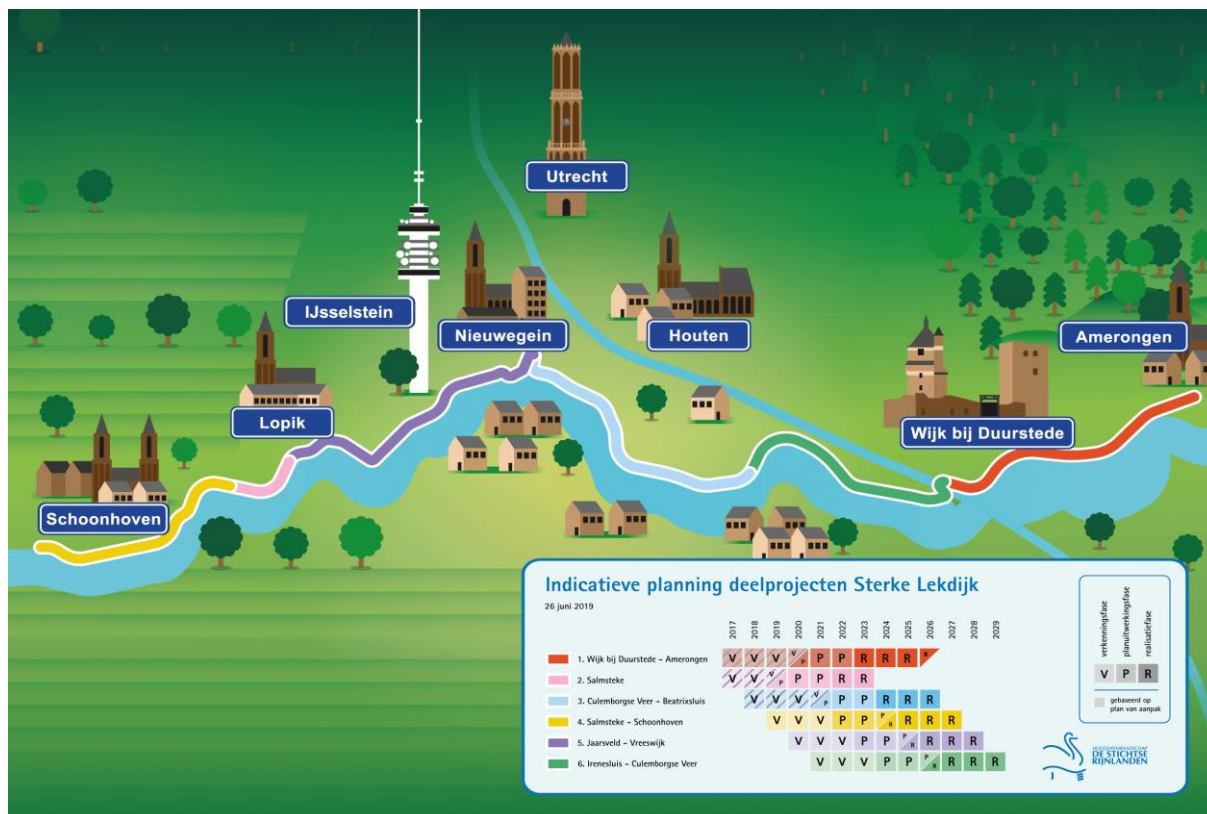 Utrecht
IJsselstein
Nieuwegein
Houten
Amerongen
Lopik
Wijk bij Duurstede
Schoonhoven
Indicatieve planning deelprojecten Sterke Lekdijk
26 juni 2019
2017 2018 2019 2020 2021 2022 2023 2024 2025 2026 2027 2028 2029
1. Wijk bij Duurstede – Amerongen V V V V P P P R R R R
2. Salmsteke V V V P P P R R
3. Culemborgse Veer – Beatrixsluis V V V V P P P R R R
4. Salmsteke – Schoonhoven V V V P P P R R R R
5. Jaarsveld – Vreeswijk V V V P P P R R R R
6. Irenesluis – Culemborgse Veer V V V P P P R R R R
verkenningsfase planuitwerkingsfase realisatiefase
V P R
gebaseerd op
plan van aanpak
HOOGHEEMRAADSCHAP
DE STICHTSE
RIJNLANDEN